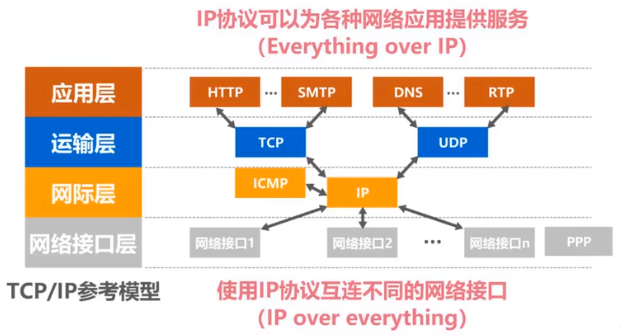 IP协议可以为各种网络应用提供服务
（Everything over IP）
应用层 HTTP ··· SMTP DNS ··· RTP
运输层 TCP UDP
网际层 ICMP IP
网络接口层 网络接口1 网络接口2 ··· 网络接口n PPP
TCP/IP参考模型 使用IP协议互连不同的网络接口
（IP over everything）